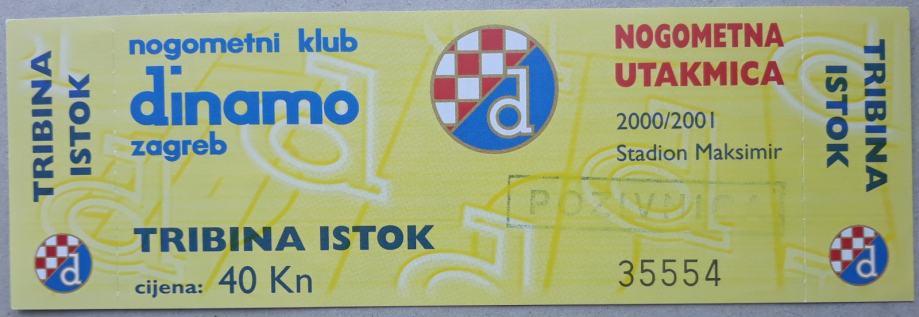 TRIBINA
ISTOK
nogometni klub
dinamo
zagreb
TRIBINA ISTOK
cijena: 40 Kn
d
d
NOGOMETNA
UTAKMICA
2000/2001
Stadion Maksimir
POZIVNICA
35554
TRIBINA
ISTOK
d